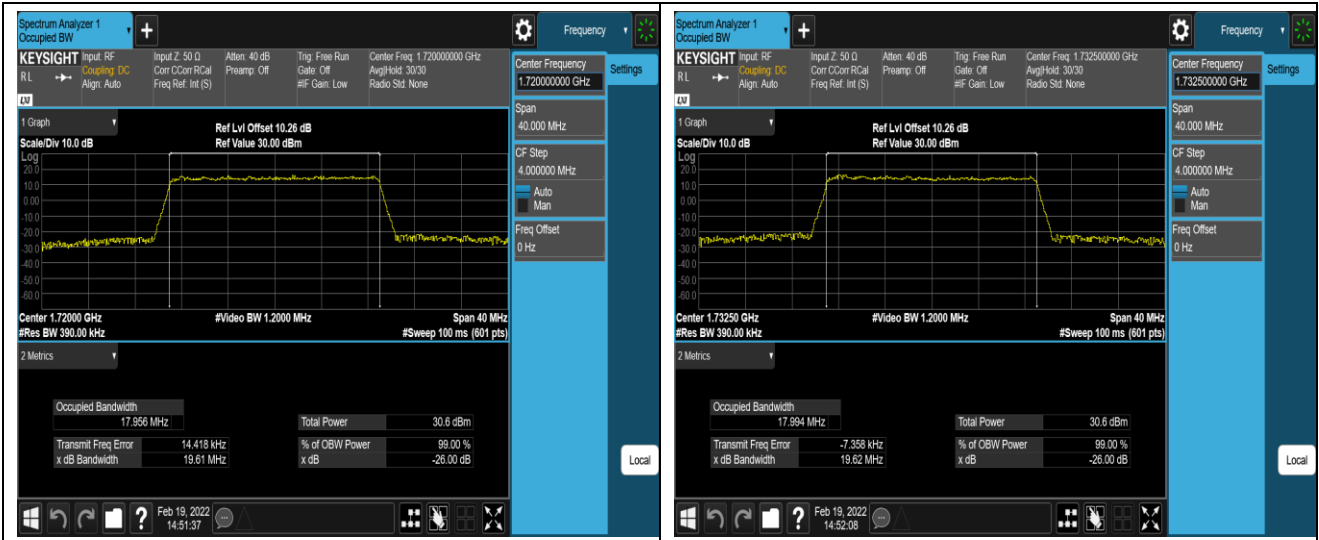 Spectrum Analyzer 1
Occupied BW
+
Frequency
KEYSIGHT
RL
LXI
Input: RF
Coupling: DC
Align: Auto
Input Z: 50 Ω
Corr CCorr RCal
Freq Ref: Int (S)
Atten: 40 dB
Preamp: Off
Trig: Free Run
Gate: Off
#IF Gain: Low
Center Freq: 1.720000000 GHz
Avg|Hold: 30/30
Radio Std: None
Center Frequency
1.720000000 GHz
Settings
Span
40.000 MHz
CF Step
4.000000 MHz
Auto
Man
Freq Offset
0 Hz
Local
1 Graph
Scale/Div 10.0 dB
Ref Lvl Offset 10.26 dB
Ref Value 30.00 dBm
Log
20.0
10.0
0.00
-10.0
-20.0
-30.0
-40.0
-50.0
-60.0
Center 1.72000 GHz
#Video BW 1.2000 MHz
Span 40 MHz
#Res BW 390.00 kHz
#Sweep 100 ms (601 pts)
2 Metrics
Occupied Bandwidth
17.956 MHz
Total Power 30.6 dBm
Transmit Freq Error 14.418 kHz
% of OBW Power 99.00 %
x dB Bandwidth 19.61 MHz
x dB -26.00 dB
?
Feb 19, 2022
14:51:37
Spectrum Analyzer 1
Occupied BW
+
Frequency
KEYSIGHT
RL
LXI
Input: RF
Coupling: DC
Align: Auto
Input Z: 50 Ω
Corr CCorr RCal
Freq Ref: Int (S)
Atten: 40 dB
Preamp: Off
Trig: Free Run
Gate: Off
#IF Gain: Low
Center Freq: 1.732500000 GHz
Avg|Hold: 30/30
Radio Std: None
Center Frequency
1.732500000 GHz
Settings
Span
40.000 MHz
CF Step
4.000000 MHz
Auto
Man
Freq Offset
0 Hz
Local
1 Graph
Scale/Div 10.0 dB
Ref Lvl Offset 10.26 dB
Ref Value 30.00 dBm
Log
20.0
10.0
0.00
-10.0
-20.0
-30.0
-40.0
-50.0
-60.0
Center 1.73250 GHz
#Video BW 1.2000 MHz
Span 40 MHz
#Res BW 390.00 kHz
#Sweep 100 ms (601 pts)
2 Metrics
Occupied Bandwidth
17.994 MHz
Total Power 30.6 dBm
Transmit Freq Error -7.358 kHz
% of OBW Power 99.00 %
x dB Bandwidth 19.62 MHz
x dB -26.00 dB
?
Feb 19, 2022
14:52:08